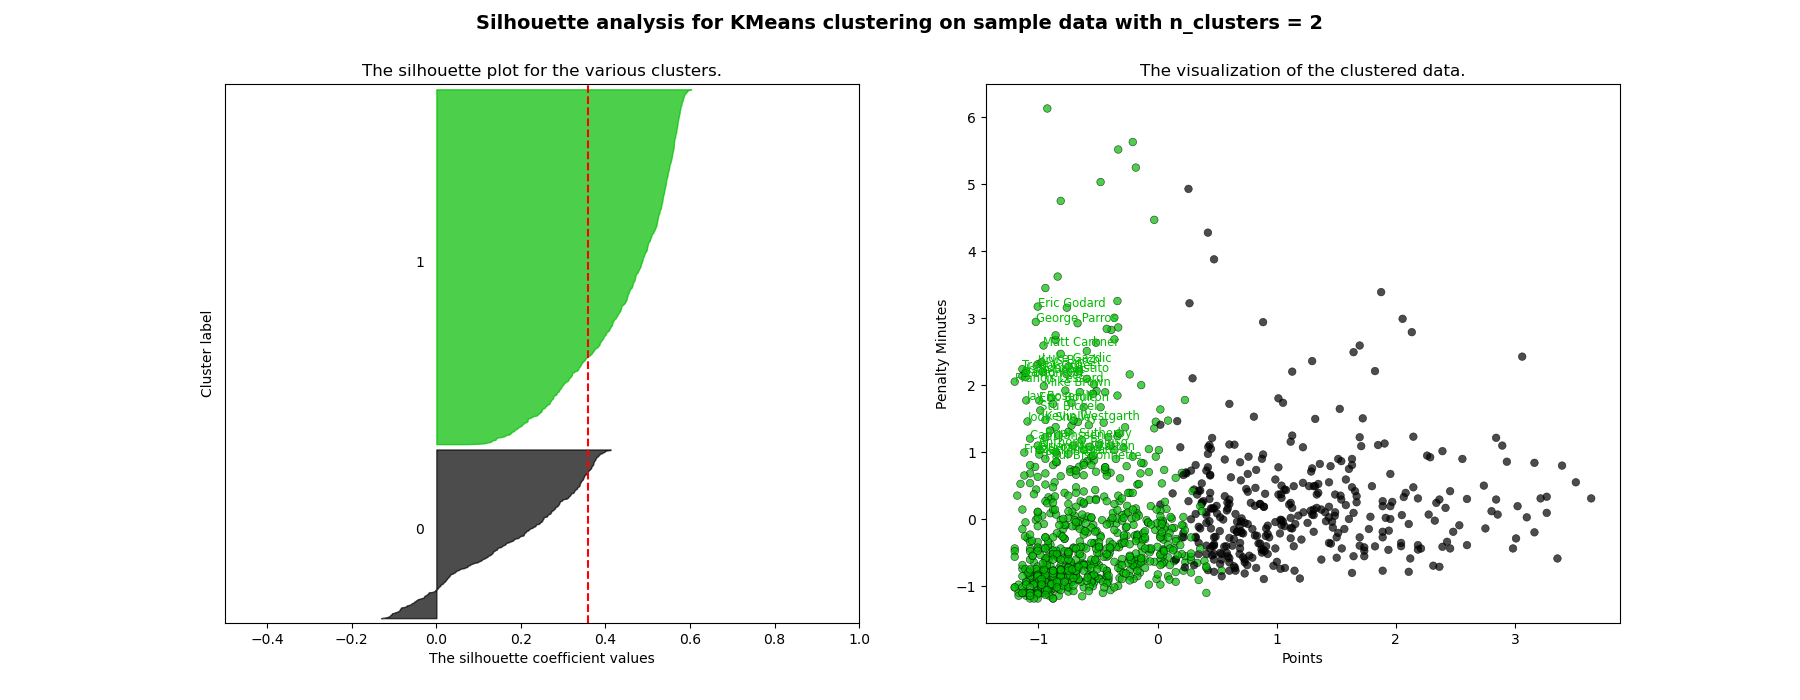 Silhouette analysis for KMeans clustering on sample data with n_clusters = 2
The silhouette plot for the various clusters.
Cluster label
1
0
−0.4 −0.2 0.0 0.2 0.4 0.6 0.8 1.0
The silhouette coefficient values
The visualization of the clustered data.
Penalty Minutes
6
5
4
3
2
1
0
−1
Eric Godard
George Parros
Matt Carkner
Mike Brown
Stu Bickel
Westgarth
−1 0 1 2 3
Points